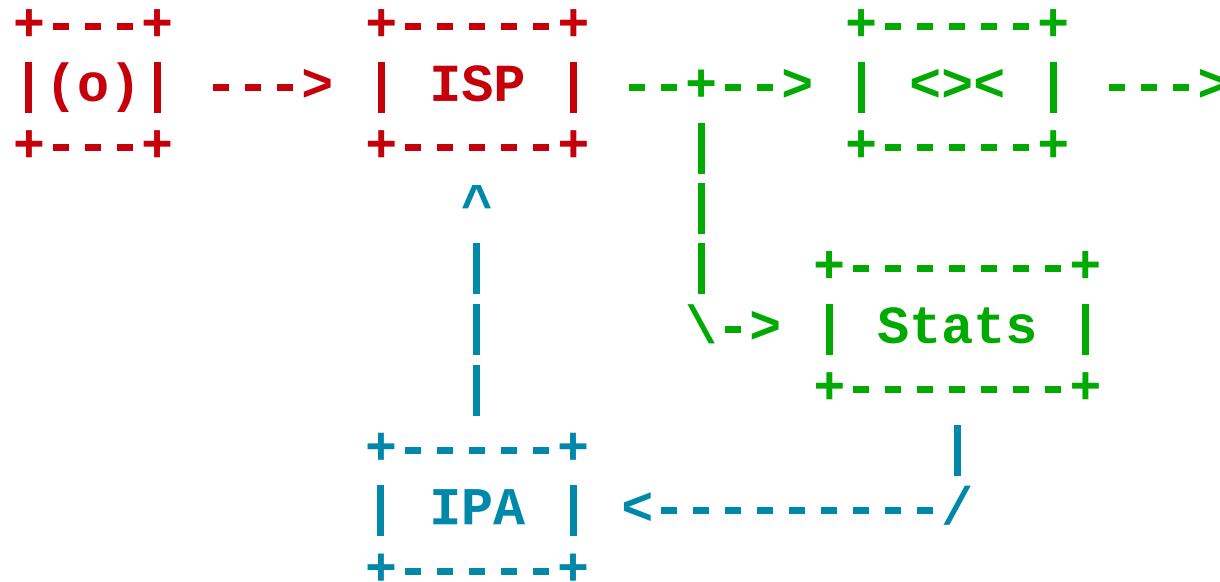 +---+      +-----+        +-----+
|(o)| ---> | ISP | --+--> | <>< | --->
+---+      +-----+   |    +-----+
              ^      |
              |      |   +-------+
              |      \-> | Stats |
              |          +-------+
           +-----+           |
           | IPA | <---------/
           +-----+